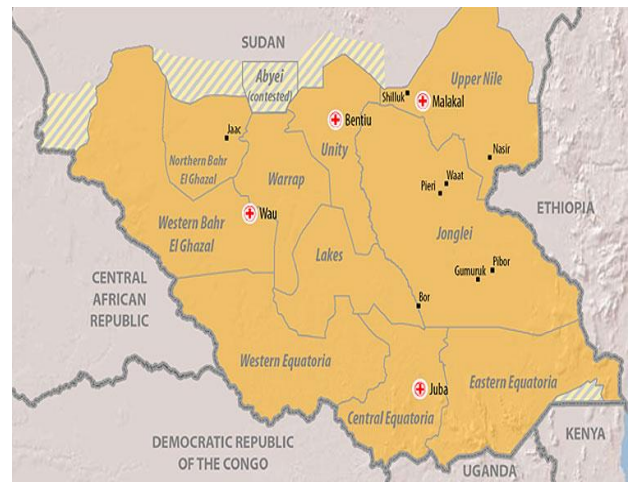 SUDAN
Abyei
(contested)
Upper Nile
Shilluk
Malakal
Bentiu
Jaac
Unity
Nasir
Northern Bahr
El Ghazal
Warrap
Waat
Pieri
Wau
Western Bahr
El Ghazal
ETHIOPIA
Jonglei
Lakes
Pibor
Gumuruk
CENTRAL
AFRICAN
REPUBLIC
Bor
Western Equatoria
Eastern Equatoria
Juba
Central Equatoria
KENYA
DEMOCRATIC REPUBLIC
OF THE CONGO
UGANDA